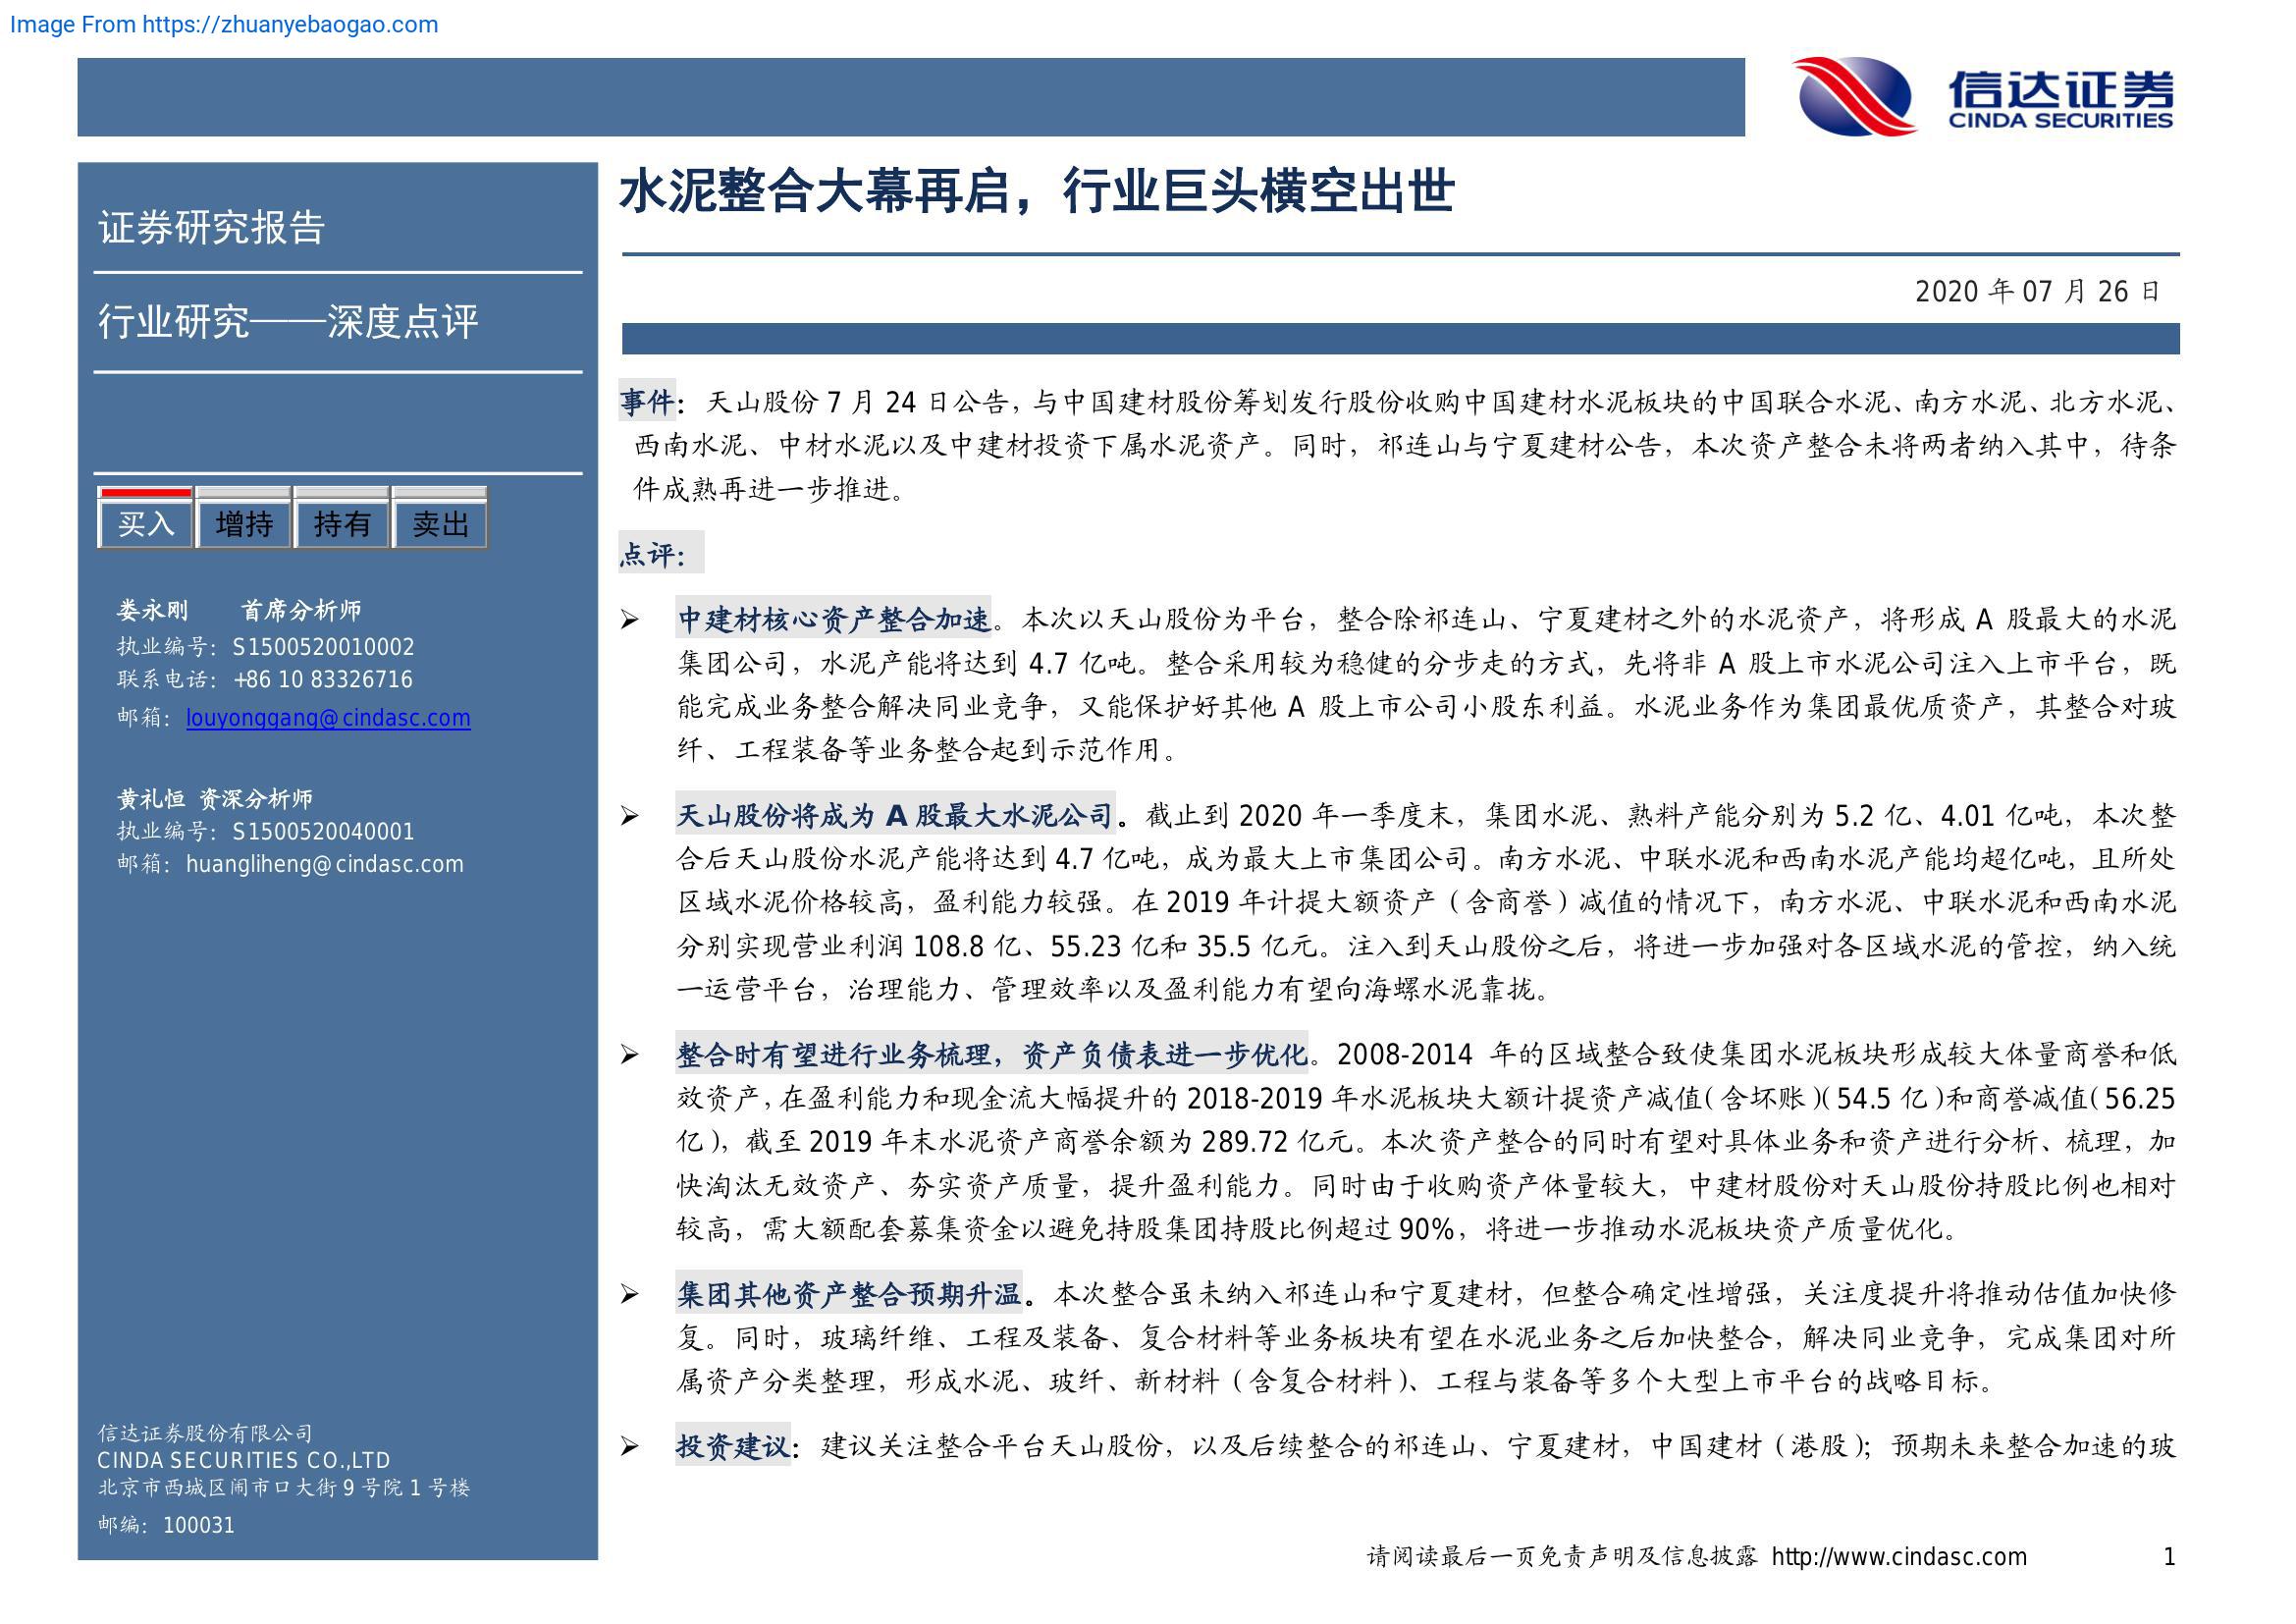 Image From https://zhuanyebaogao.com
信达证券
CINDA SECURITIES
证券研究报告
行业研究——深度点评
买入 增持 持有 卖出
娄永刚 首席分析师
执业编号：S1500520010002
联系电话：+86 10 83326716
邮箱：louyonggang@cindasc.com
黄礼恒 资深分析师
执业编号：S1500520040001
邮箱：huangliheng@cindasc.com
信达证券股份有限公司
CINDA SECURITIES CO.,LTD
北京市西城区闹市口大街 9 号院 1 号楼
邮编：100031
水泥整合大幕再启，行业巨头横空出世
2020 年 07 月 26 日
事件：天山股份 7 月 24 日公告，与中国建材股份筹划发行股份收购中国建材水泥板块的中国联合水泥、南方水泥、北方水泥、
西南水泥、中材水泥以及中建材投资下属水泥资产。同时，祁连山与宁夏建材公告，本次资产整合未将两者纳入其中，待条
件成熟再进一步推进。
点评：
➢ 中建材核心资产整合加速。本次以天山股份为平台，整合除祁连山、宁夏建材之外的水泥资产，将形成 A 股最大的水泥
集团公司，水泥产能将达到 4.7 亿吨。整合采用较为稳健的分步走的方式，先将非 A 股上市水泥公司注入上市平台，既
能完成业务整合解决同业竞争，又能保护好其他 A 股上市公司小股东利益。水泥业务作为集团最优质资产，其整合对玻
纤、工程装备等业务整合起到示范作用。
➢ 天山股份将成为 A 股最大水泥公司。截止到 2020 年一季度末，集团水泥、熟料产能分别为 5.2 亿、4.01 亿吨，本次整
合后天山股份水泥产能将达到 4.7 亿吨，成为最大上市集团公司。南方水泥、中联水泥和西南水泥产能均超亿吨，且所处
区域水泥价格较高，盈利能力较强。在 2019 年计提大额资产（含商誉）减值的情况下，南方水泥、中联水泥和西南水泥
分别实现营业利润 108.8 亿、55.23 亿和 35.5 亿元。注入到天山股份之后，将进一步加强对各区域水泥的管控，纳入统
一运营平台，治理能力、管理效率以及盈利能力有望向海螺水泥靠拢。
➢ 整合时有望进行业务梳理，资产负债表进一步优化。2008-2014 年的区域整合致使集团水泥板块形成较大体量商誉和低
效资产，在盈利能力和现金流大幅提升的 2018-2019 年水泥板块大额计提资产减值（含坏账）（54.5 亿）和商誉减值（56.25
亿），截至 2019 年末水泥资产商誉余额为 289.72 亿元。本次资产整合的同时有望对具体业务和资产进行分析、梳理，加
快淘汰无效资产、夯实资产质量，提升盈利能力。同时由于收购资产体量较大，中建材股份对天山股份持股比例也相对
较高，需大额配套募集资金以避免持股集团持股比例超过 90%，将进一步推动水泥板块资产质量优化。
➢ 集团其他资产整合预期升温。本次整合虽未纳入祁连山和宁夏建材，但整合确定性增强，关注度提升将推动估值加快修
复。同时，玻璃纤维、工程及装备、复合材料等业务板块有望在水泥业务之后加快整合，解决同业竞争，完成集团对所
属资产分类整理，形成水泥、玻纤、新材料（含复合材料）、工程与装备等多个大型上市平台的战略目标。
➢ 投资建议：建议关注整合平台天山股份，以及后续整合的祁连山、宁夏建材，中国建材（港股）；预期未来整合加速的玻
请阅读最后一页免责声明及信息披露 http://www.cindasc.com 1